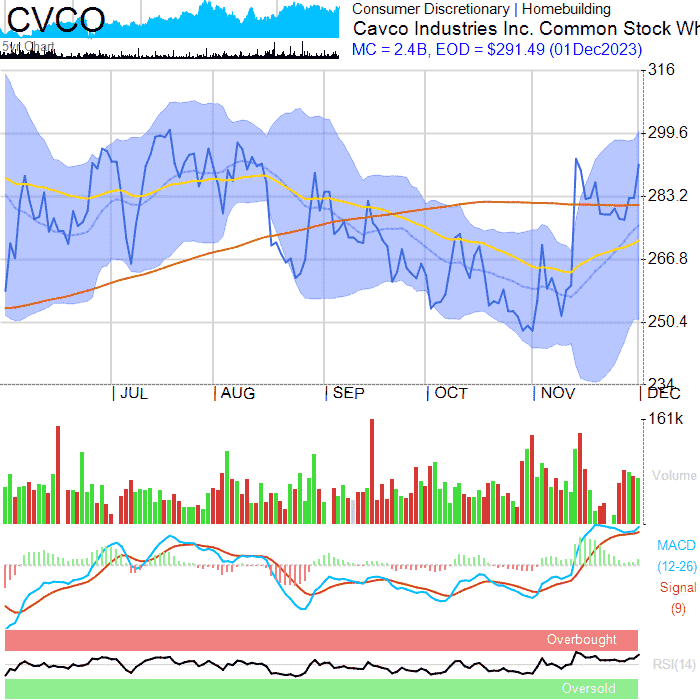 CVCO
5yr Chart
Consumer Discretionary | Homebuilding
Cavco Industries Inc. Common Stock Wh
MC = 2.4B, EOD = $291.49 (01Dec2023)
316
299.6
283.2
266.8
250.4
234
| JUL | AUG | SEP | OCT | NOV | DEC
161k
Volume
MACD
(12-26)
Signal
(9)
Overbought
RSI(14)
Oversold